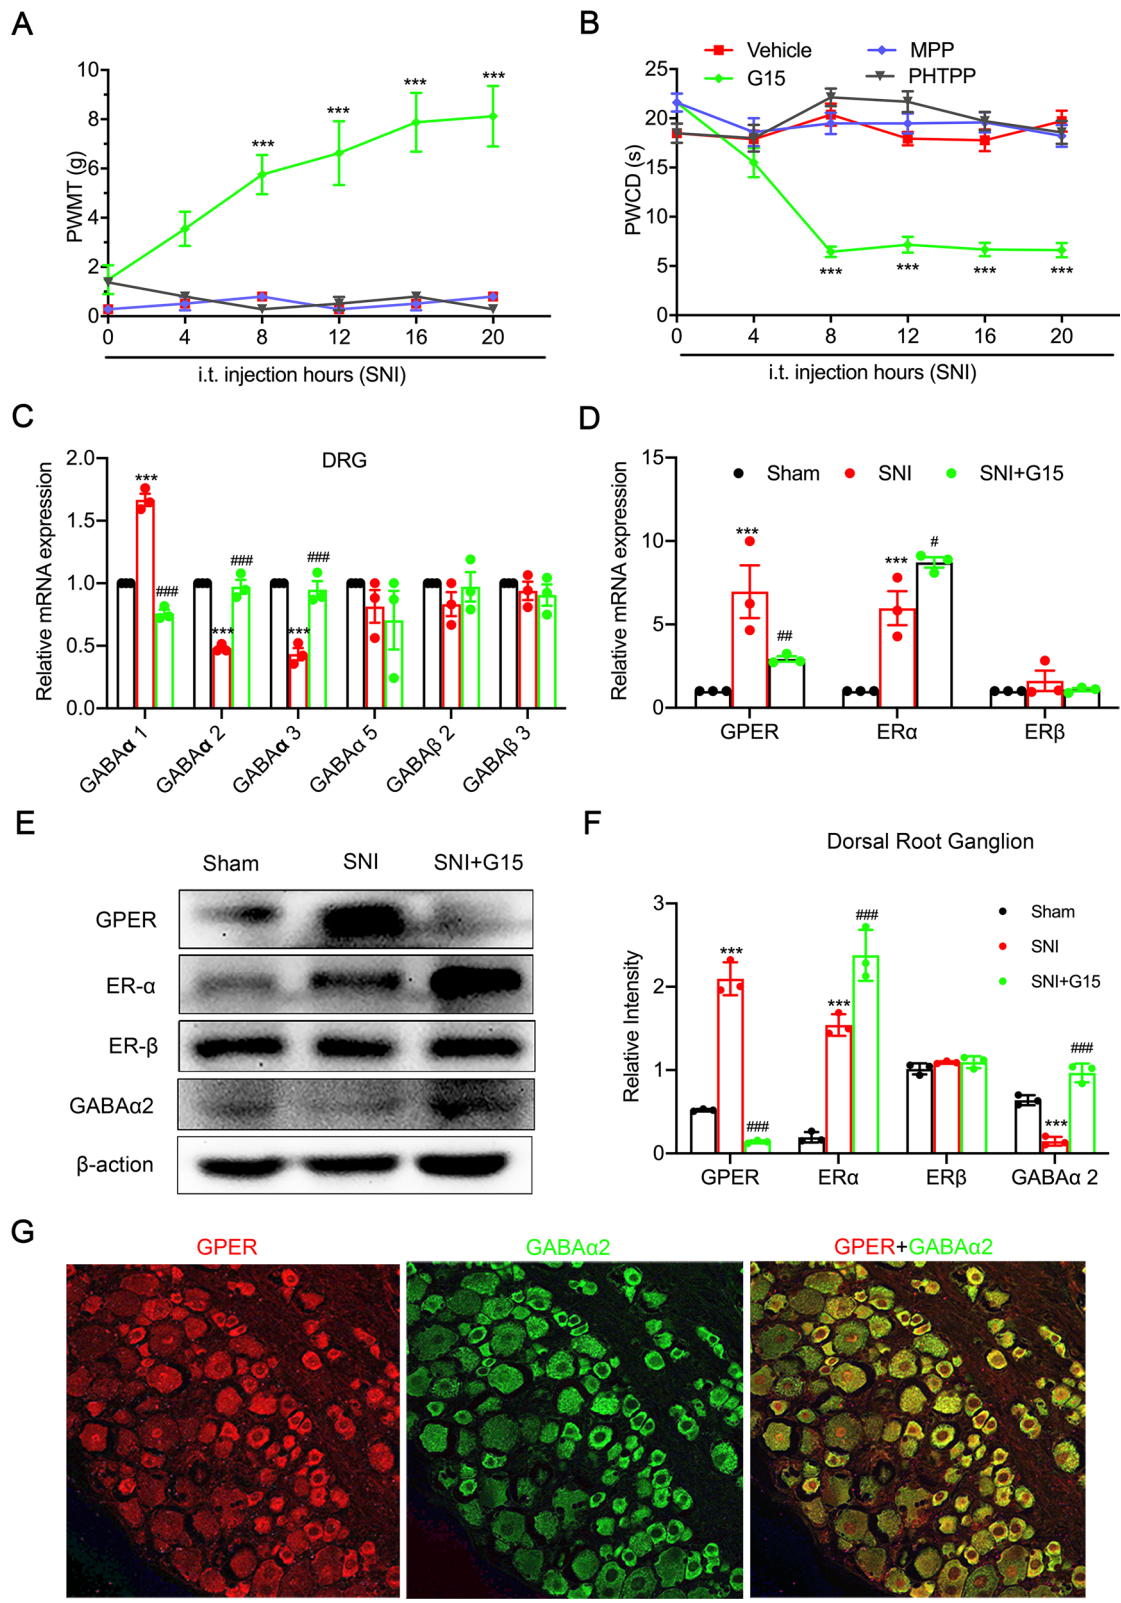 A
PWMT (g)
10
8
6
4
2
0
*** *** *** ***
0 4 8 12 16 20
i.t. injection hours (SNI)
B
Vehicle MPP
G15 PHTPP
PWCD (s)
25
20
15
10
5
0
*** *** *** ***
0 4 8 12 16 20
i.t. injection hours (SNI)
C
DRG
Relative mRNA expression
2.0
1.5
1.0
0.5
0.0
*** ### *** ### *** ###
GABAα 1 GABAα 2 GABAα 3 GABAα 5 GABAβ 2 GABAβ 3
D
Sham SNI SNI+G15
Relative mRNA expression
15
10
5
0
*** ## *** #
GPER ERα ERβ
E
Sham SNI SNI+G15
GPER
ER-α
ER-β
GABAα2
β-action
F
Dorsal Root Ganglion
Sham
SNI
SNI+G15
Relative Intensity
3
2
1
0
*** ### *** ### *** ###
GPER ERα ERβ GABAα 2
G
GPER GABAα2 GPER+GABAα2